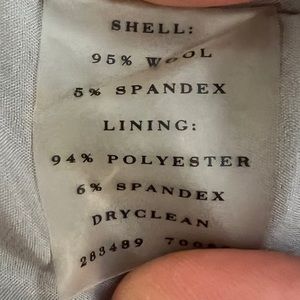 SHELL:
95% WOOL
5% SPANDEX
LINING:
94% POLYESTER
6% SPANDEX
DRYCLEAN
283489